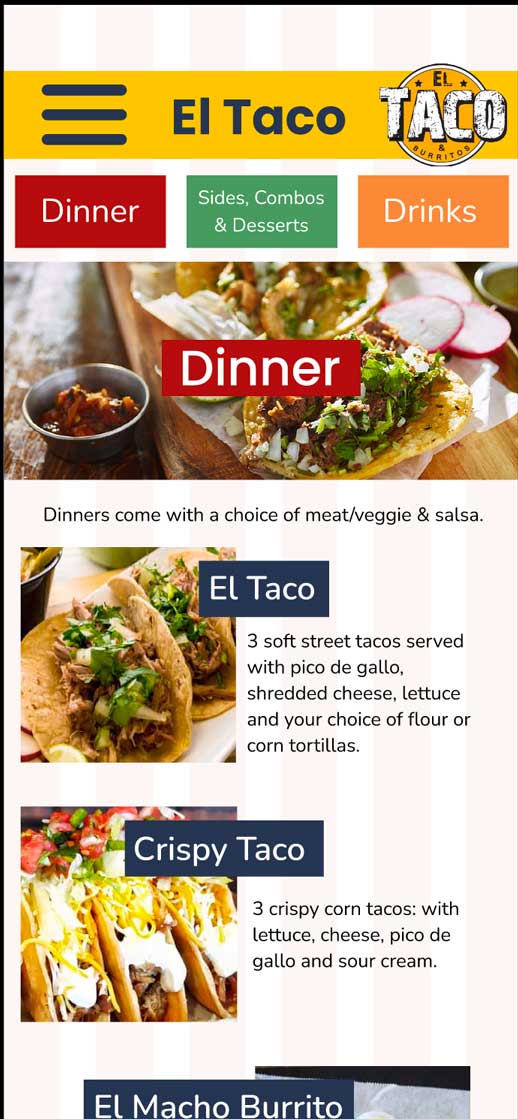 El Taco
EL
TACO
&
BURRITOS
Dinner
Sides, Combos
& Desserts
Drinks
Dinner
Dinners come with a choice of meat/veggie & salsa.
El Taco
3 soft street tacos served
with pico de gallo,
shredded cheese, lettuce
and your choice of flour or
corn tortillas.
Crispy Taco
3 crispy corn tacos: with
lettuce, cheese, pico de
gallo and sour cream.
El Macho Burrito